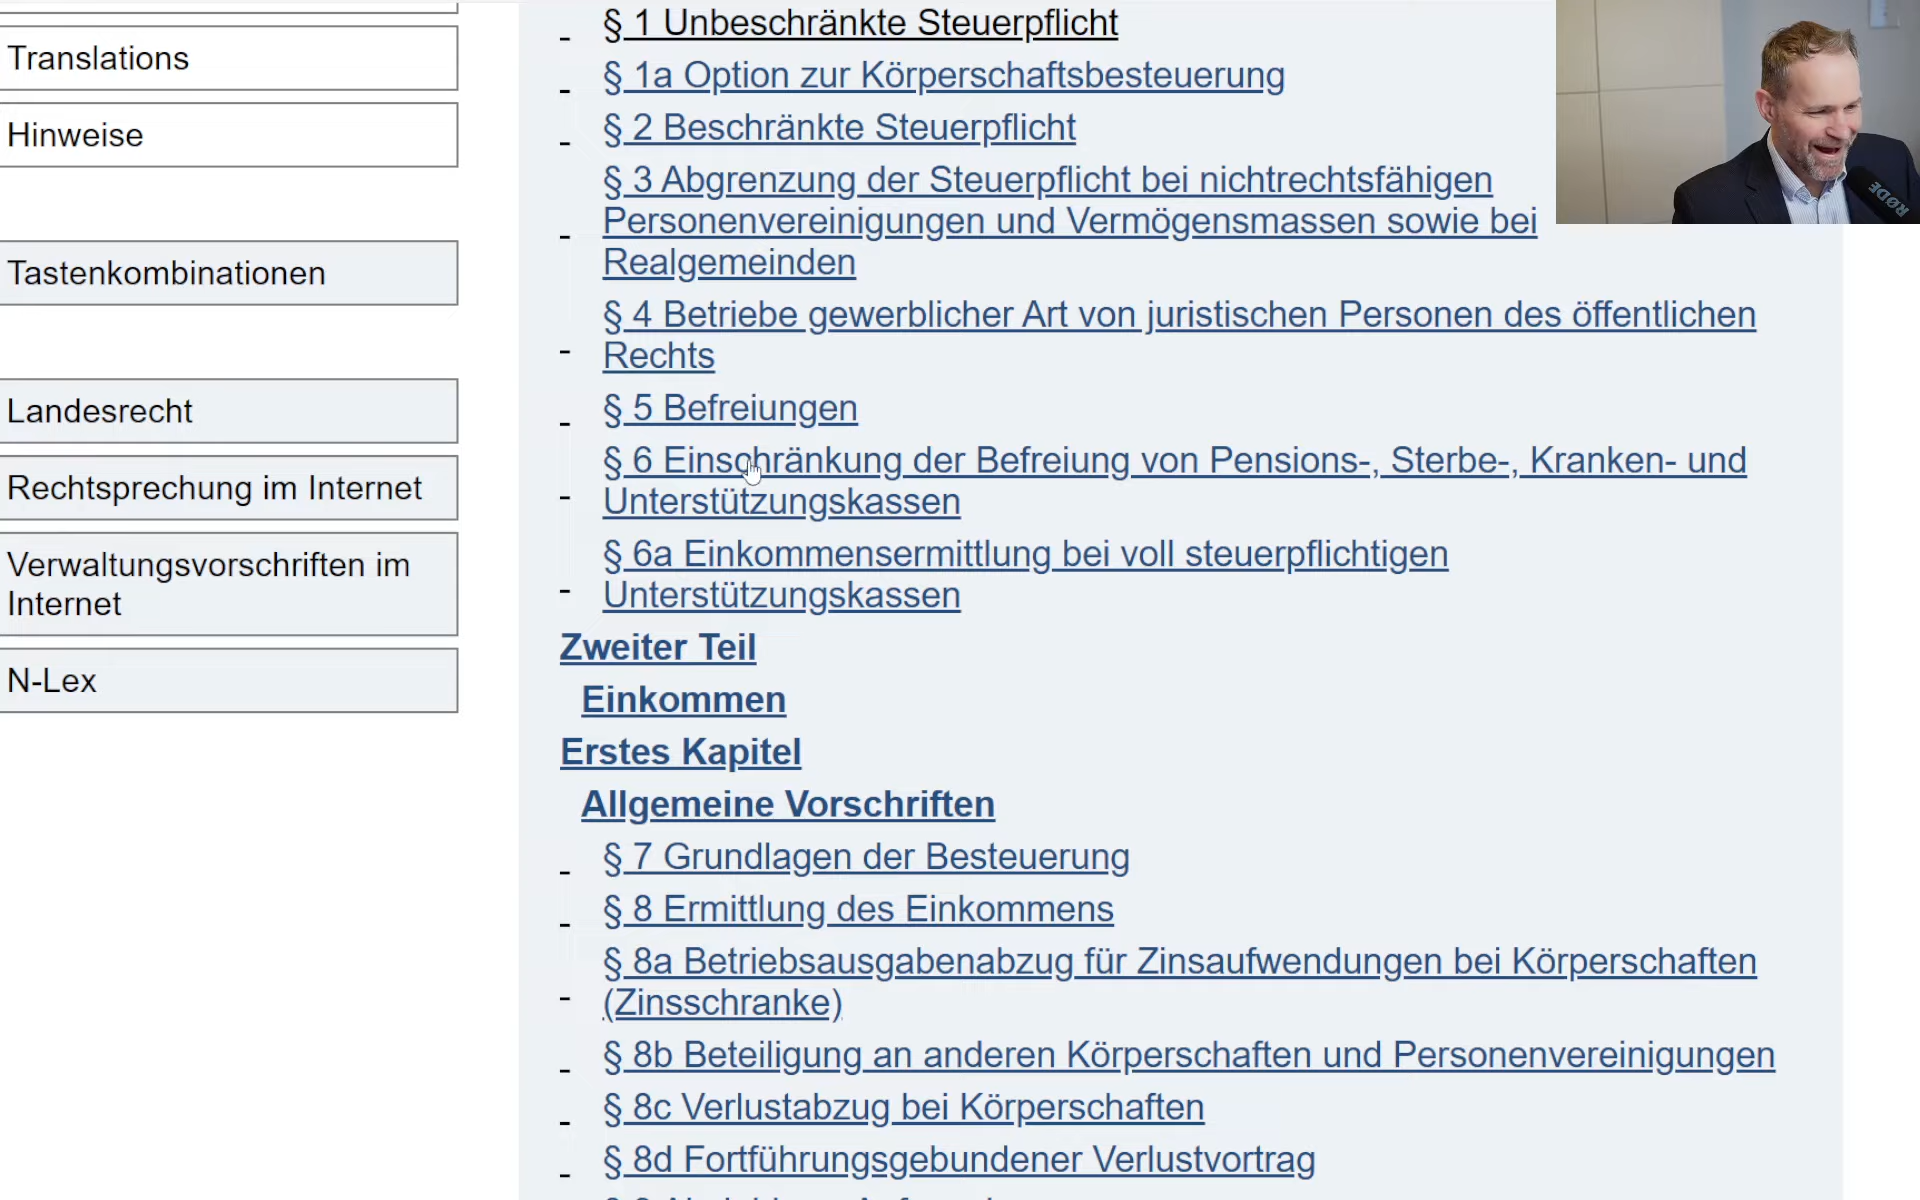 Translations
Hinweise
Tastenkombinationen
Landesrecht
Rechtsprechung im Internet
Verwaltungsvorschriften im
Internet
N-Lex
- § 1 Unbeschränkte Steuerpflicht
- § 1a Option zur Körperschaftsbesteuerung
- § 2 Beschränkte Steuerpflicht
- § 3 Abgrenzung der Steuerpflicht bei nichtrechtsfähigen
Personenvereinigungen und Vermögensmassen sowie bei
Realgemeinden
- § 4 Betriebe gewerblicher Art von juristischen Personen des öffentlichen
Rechts
- § 5 Befreiungen
- § 6 Einschränkung der Befreiung von Pensions-, Sterbe-, Kranken- und
Unterstützungskassen
- § 6a Einkommensermittlung bei voll steuerpflichtigen
Unterstützungskassen
Zweiter Teil
Einkommen
Erstes Kapitel
Allgemeine Vorschriften
- § 7 Grundlagen der Besteuerung
- § 8 Ermittlung des Einkommens
- § 8a Betriebsausgabenabzug für Zinsaufwendungen bei Körperschaften
(Zinsschranke)
- § 8b Beteiligung an anderen Körperschaften und Personenvereinigungen
- § 8c Verlustabzug bei Körperschaften
- § 8d Fortführungsgebundener Verlustvortrag
RØDE